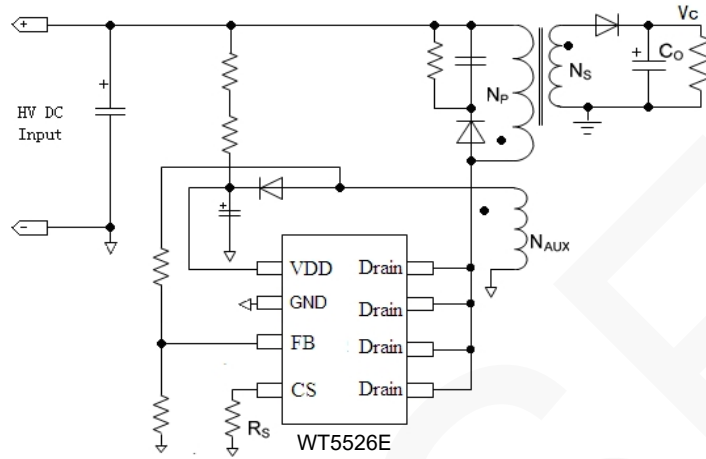 +
Vc
+
+
Co
HV DC
Input
NP
NS
-
+
NAUX
VDD
Drain
GND
Drain
FB
Drain
CS
Drain
RS
WT5526E